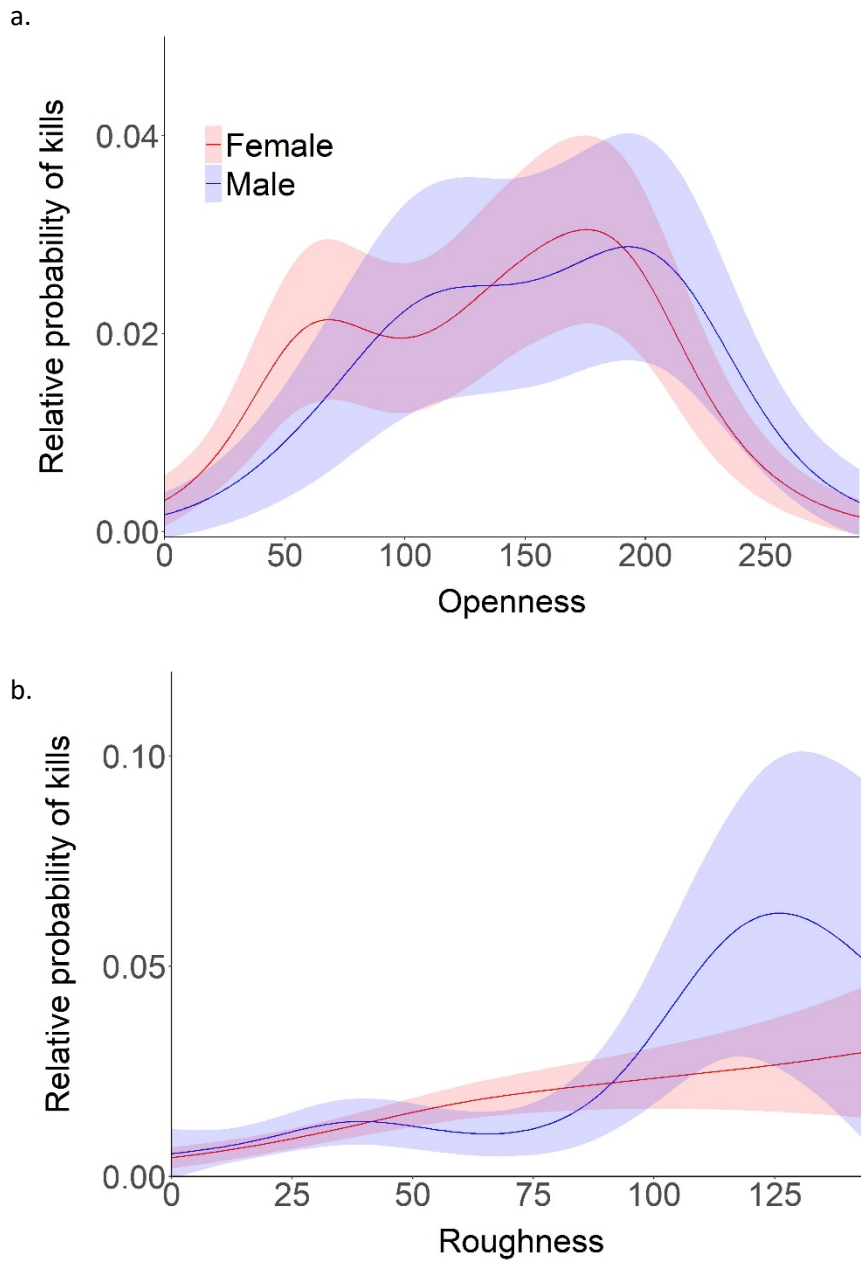 a.
Relative probability of kills
0.04
0.02
0.00
Female
Male
0 50 100 150 200 250
Openness
b.
Relative probability of kills
0.10
0.05
0.00
0 25 50 75 100 125
Roughness